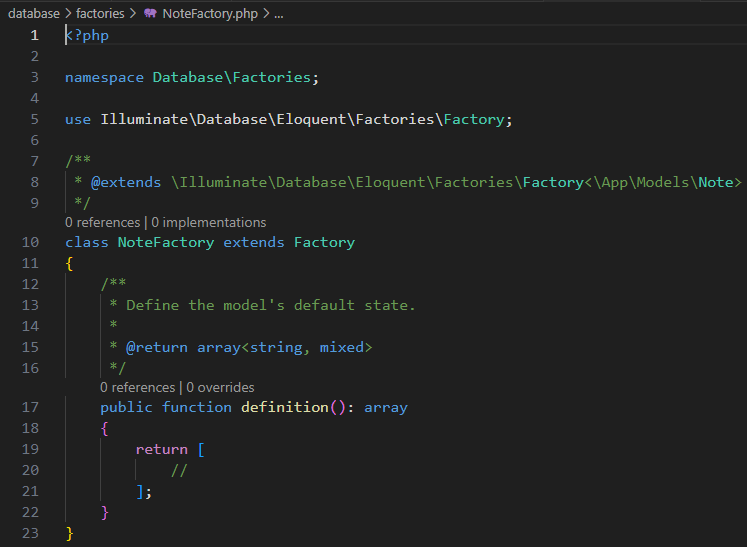 database > factories > NoteFactory.php > ...
1 <?php
2
3 namespace Database\Factories;
4
5 use Illuminate\Database\Eloquent\Factories\Factory;
6
7 /**
8  * @extends \Illuminate\Database\Eloquent\Factories\Factory<\App\Models\Note>
9  */
0 references | 0 implementations
10 class NoteFactory extends Factory
11 {
12     /**
13      * Define the model's default state.
14      *
15      * @return array<string, mixed>
16      */
0 references | 0 overrides
17     public function definition(): array
18     {
19         return [
20             //
21         ];
22     }
23 }